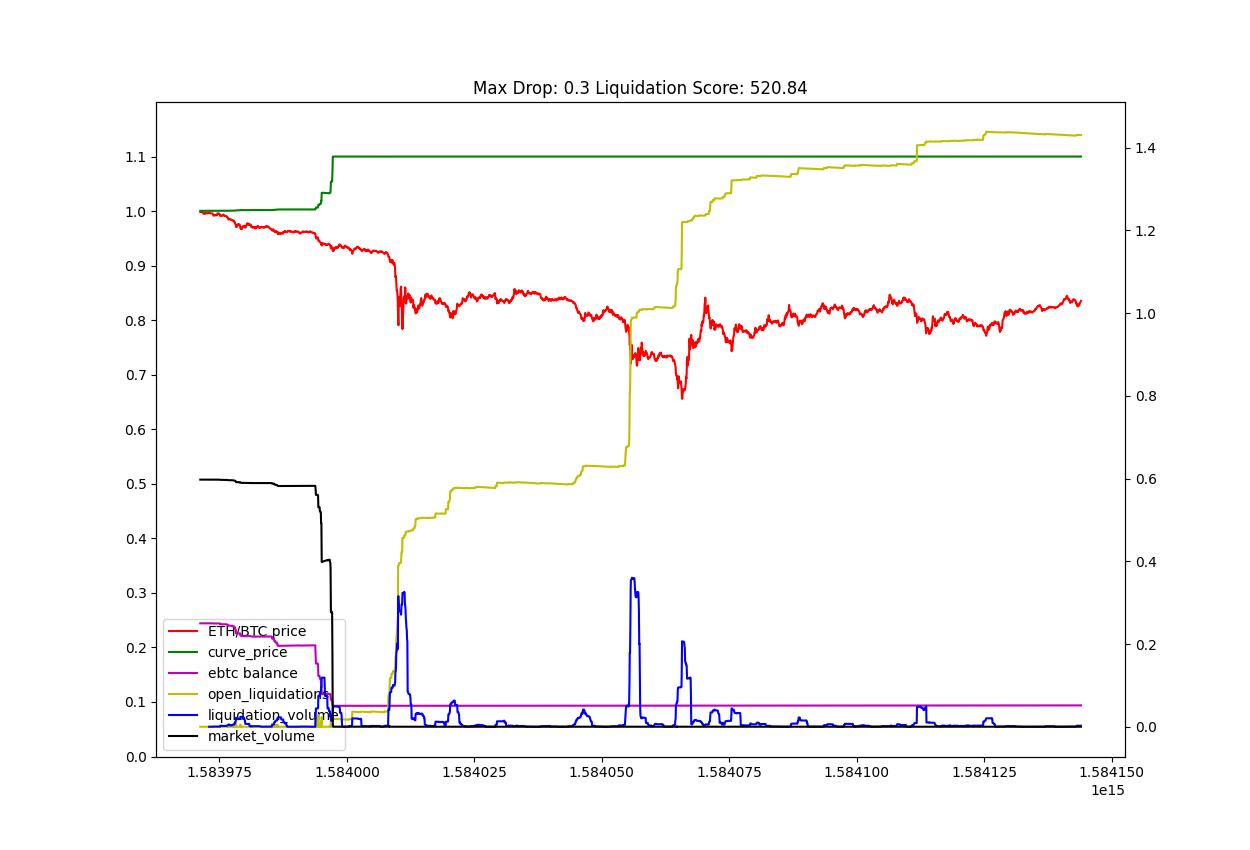 Max Drop: 0.3 Liquidation Score: 520.84
1.1
1.0
0.9
0.8
0.7
0.6
0.5
0.4
0.3
0.2
0.1
0.0
1.4
1.2
1.0
0.8
0.6
0.4
0.2
0.0
ETH/BTC price
curve_price
ebtc balance
open_liquidations
liquidation_volume
market_volume
1.583975 1.584000 1.584025 1.584050 1.584075 1.584100 1.584125 1.584150
1e15